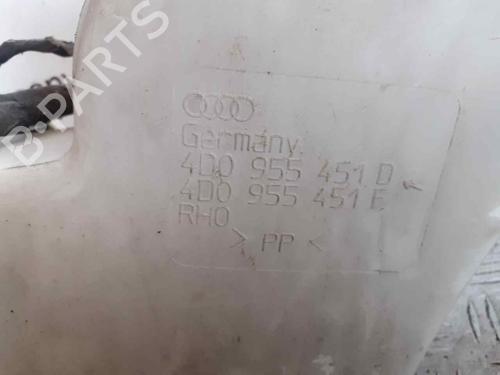 B-PARTS
Germany
4D0 955 451 D
4D0 955 451 E
RHO
> PP <